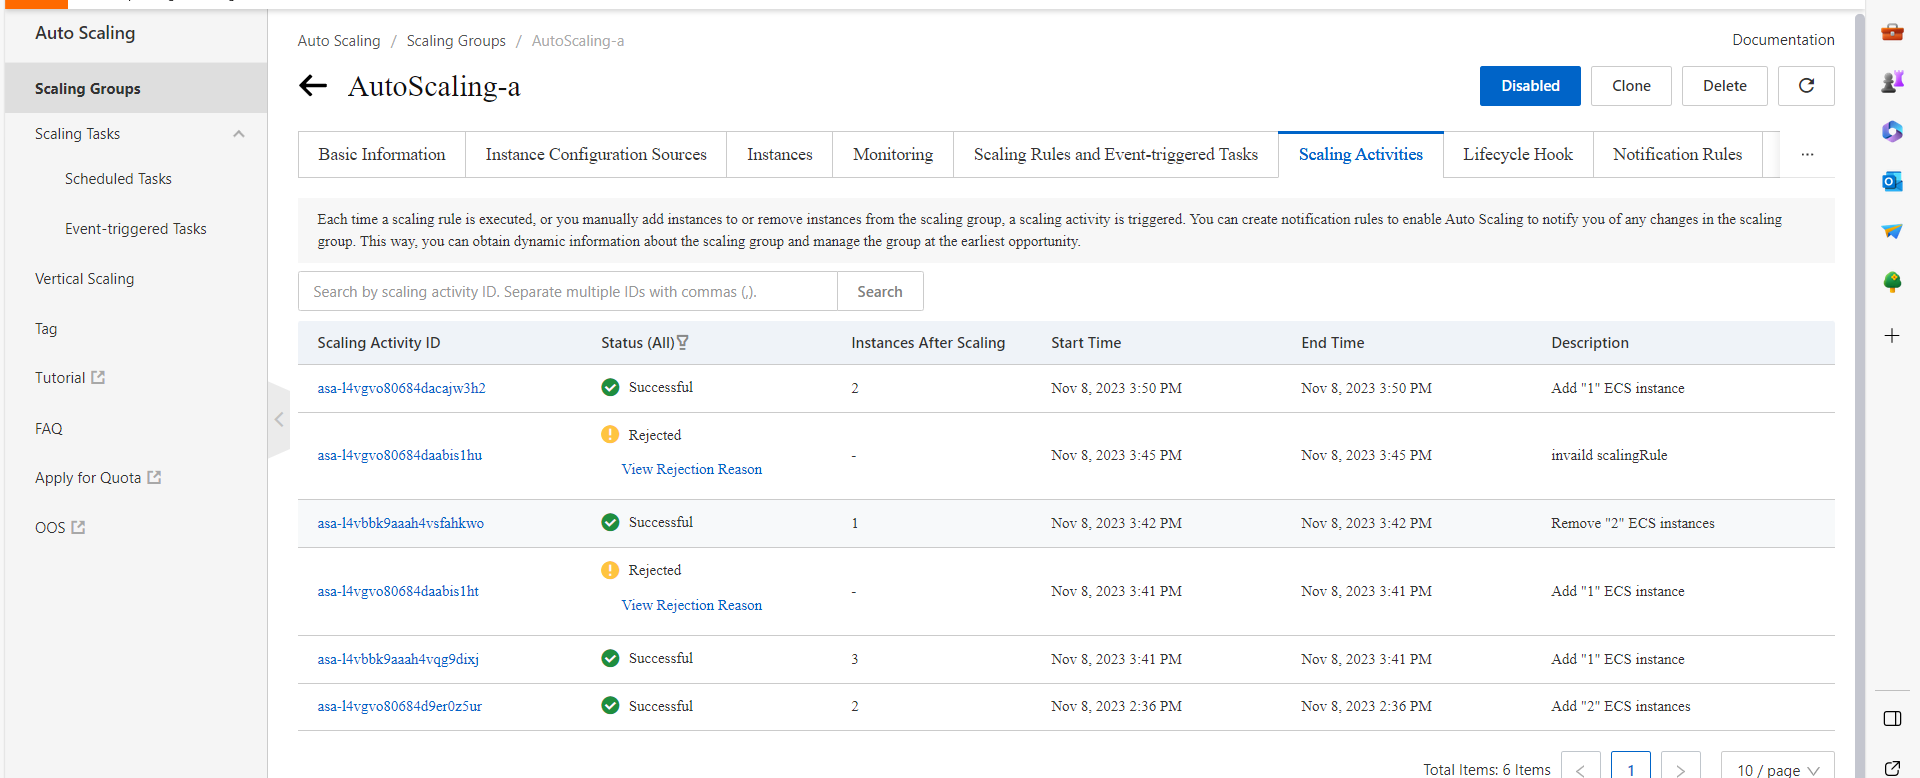 Auto Scaling
Scaling Groups
Scaling Tasks
Scheduled Tasks
Event-triggered Tasks
Vertical Scaling
Tag
Tutorial
FAQ
Apply for Quota
OOS
Auto Scaling / Scaling Groups / AutoScaling-a
Documentation
AutoScaling-a
Disabled
Clone
Delete
Basic Information
Instance Configuration Sources
Instances
Monitoring
Scaling Rules and Event-triggered Tasks
Scaling Activities
Lifecycle Hook
Notification Rules
...
Each time a scaling rule is executed, or you manually add instances to or remove instances from the scaling group, a scaling activity is triggered. You can create notification rules to enable Auto Scaling to notify you of any changes in the scaling
group. This way, you can obtain dynamic information about the scaling group and manage the group at the earliest opportunity.
Search by scaling activity ID. Separate multiple IDs with commas (,).
Search
Scaling Activity ID Status (All) Instances After Scaling Start Time End Time Description
asa-l4vgvo80684dacajw3h2 Successful 2 Nov 8, 2023 3:50 PM Nov 8, 2023 3:50 PM Add "1" ECS instance
Rejected
asa-l4vgvo80684daabis1hu - Nov 8, 2023 3:45 PM Nov 8, 2023 3:45 PM invaild scalingRule
View Rejection Reason
asa-l4vbbk9aaah4vsfahkwo Successful 1 Nov 8, 2023 3:42 PM Nov 8, 2023 3:42 PM Remove "2" ECS instances
Rejected
asa-l4vgvo80684daabis1ht - Nov 8, 2023 3:41 PM Nov 8, 2023 3:41 PM Add "1" ECS instance
View Rejection Reason
asa-l4vbbk9aaah4vqg9dixj Successful 3 Nov 8, 2023 3:41 PM Nov 8, 2023 3:41 PM Add "1" ECS instance
asa-l4vgvo80684d9er0z5ur Successful 2 Nov 8, 2023 2:36 PM Nov 8, 2023 2:36 PM Add "2" ECS instances
Total Items: 6 Items < 1 > 10 / page